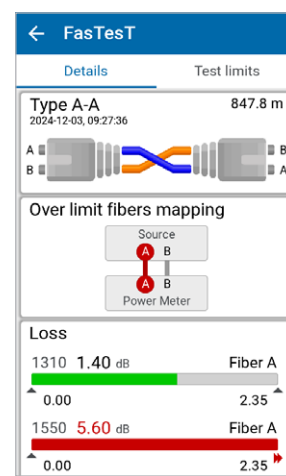 FasTesT
Details Test limits
Type A-A 847.8 m
2024-12-03, 09:27:36
A B
B A
Over limit fibers mapping
Source
A B
A B
Power Meter
Loss
1310 1.40 dB Fiber A
0.00 2.35
1550 5.60 dB Fiber A
0.00 2.35